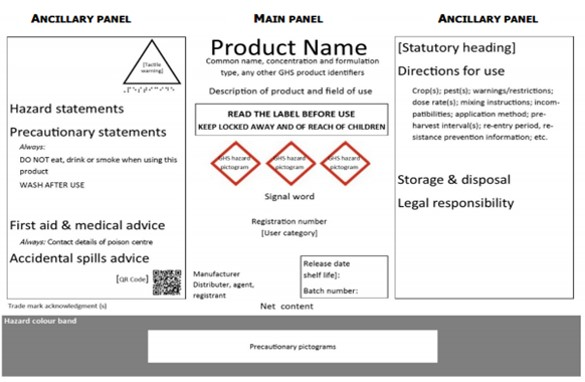 ANCILLARY PANEL
[Tactile
warning]
Hazard statements
Precautionary statements
Always:
DO NOT eat, drink or smoke when using this
product
WASH AFTER USE
First aid & medical advice
Always: Contact details of poison centre
Accidental spills advice
[QR Code]
Trade mark acknowledgment (s)
MAIN PANEL
Product Name
Common name, concentration and formulation
type, any other GHS product identifiers
Description of product and field of use
READ THE LABEL BEFORE USE
KEEP LOCKED AWAY AND OF REACH OF CHILDREN
GHS hazard
pictogram
GHS hazard
pictogram
GHS hazard
pictogram
Signal word
Registration number
[User category]
Manufacturer
Distributer, agent,
registrant
Release date
shelf life]:
Batch number:
Net content
ANCILLARY PANEL
[Statutory heading]
Directions for use
Crop(s); pest(s); warnings/restrictions;
dose rate(s); mixing instructions; incom-
patibilities; application method; pre-
harvest interval(s); re-entry period, re-
sistance prevention information; etc.
Storage & disposal
Legal responsibility
Hazard colour band
Precautionary pictograms